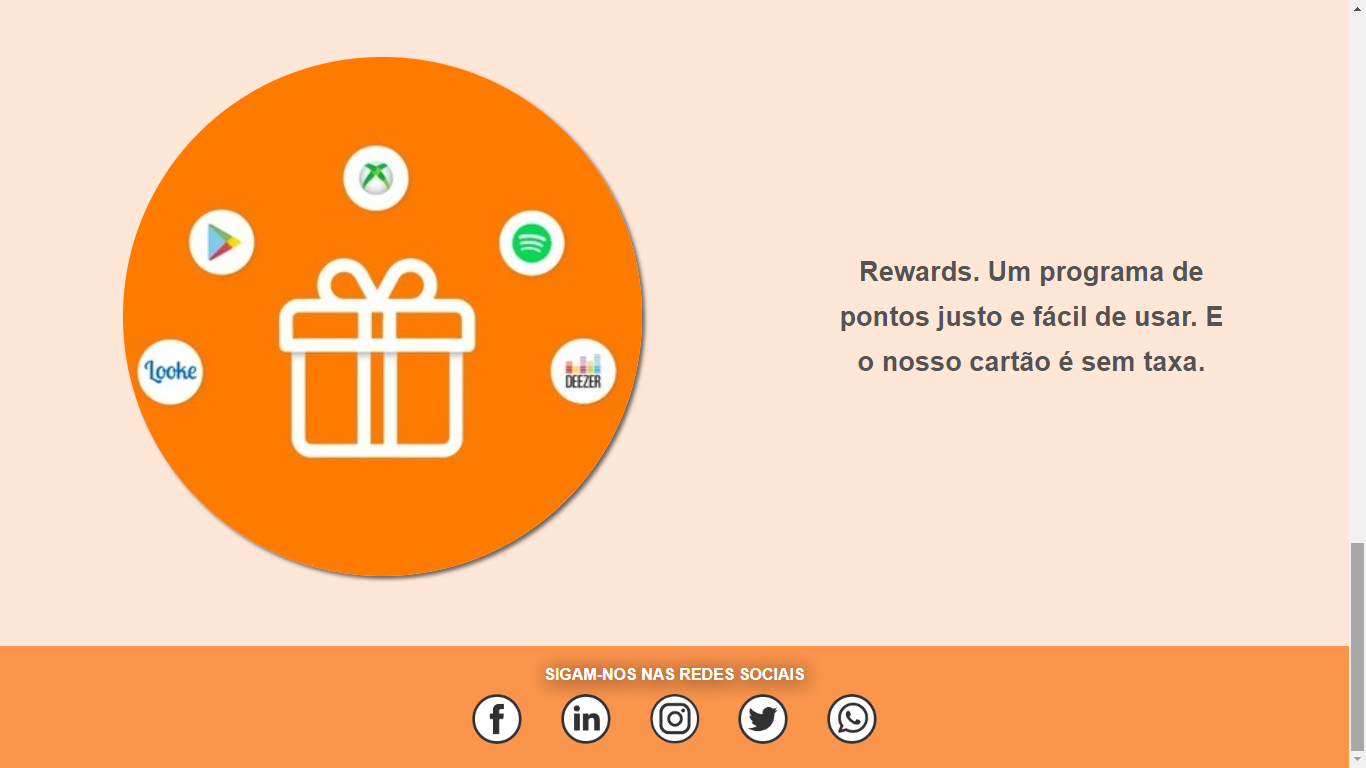 Looke
DEEZER
Rewards. Um programa de
pontos justo e fácil de usar. E
o nosso cartão é sem taxa.
SIGAM-NOS NAS REDES SOCIAIS
in